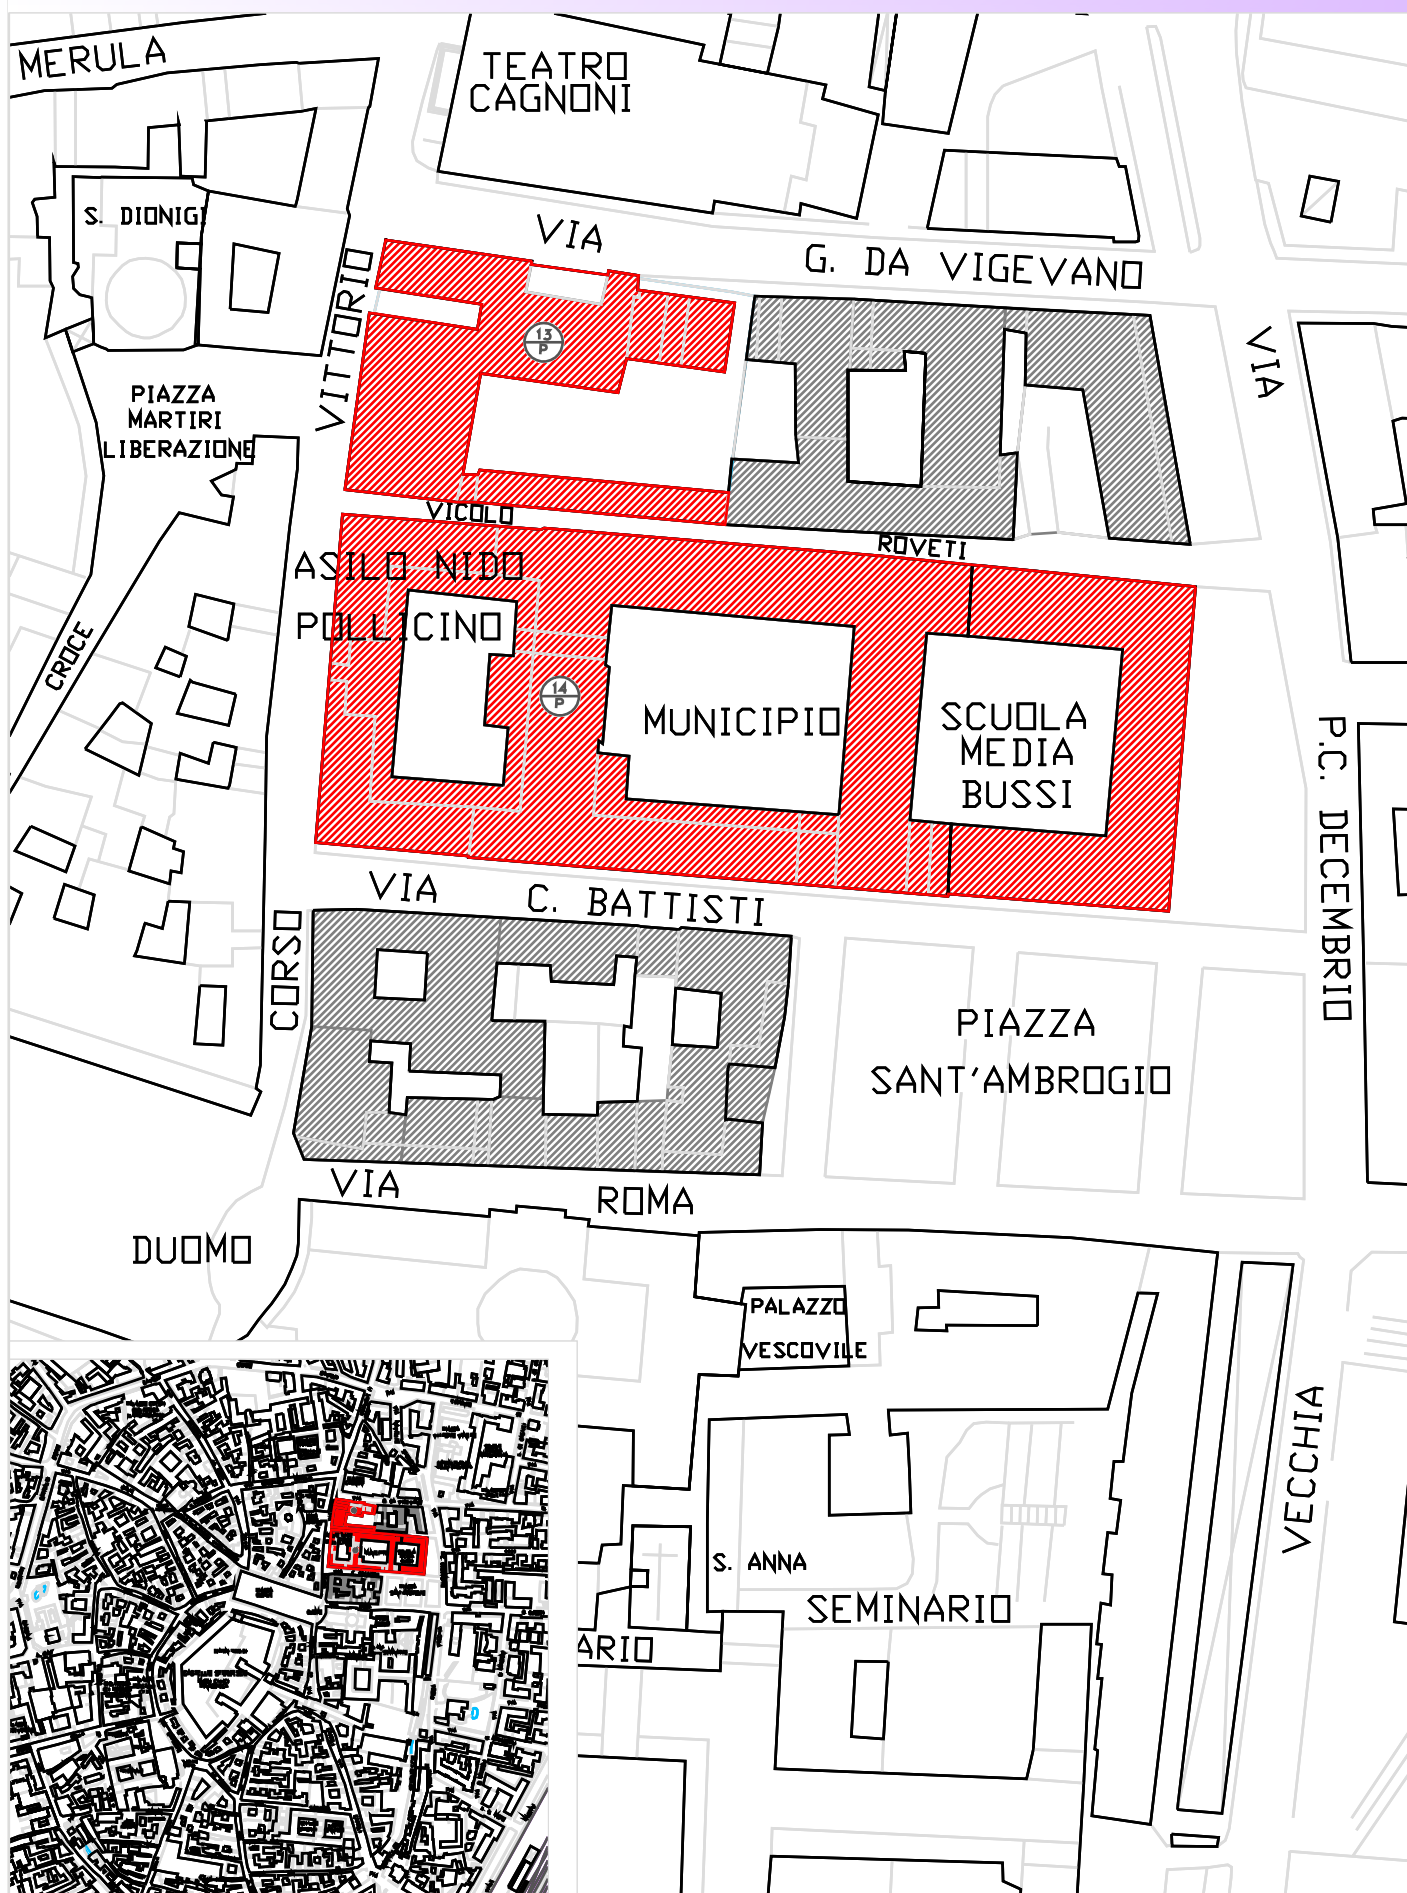 MERULA
TEATRO
CAGNONI
S. DIONIGI
VIA
G. DA VIGEVANO
VITTORIO
VIA
13
P
PIAZZA
MARTIRI
LIBERAZIONE
VICOLO
ROVETI
ASILO NIDO
POLLICINO
CROCE
14
P
MUNICIPIO
SCUOLA
MEDIA
BUSSI
P.C. DECEMBRIO
VIA
C. BATTISTI
CORSO
PIAZZA
SANT'AMBROGIO
VIA
ROMA
DUOMO
PALAZZO
VESCOVILE
VECCHIA
S. ANNA
SEMINARIO
ARIO